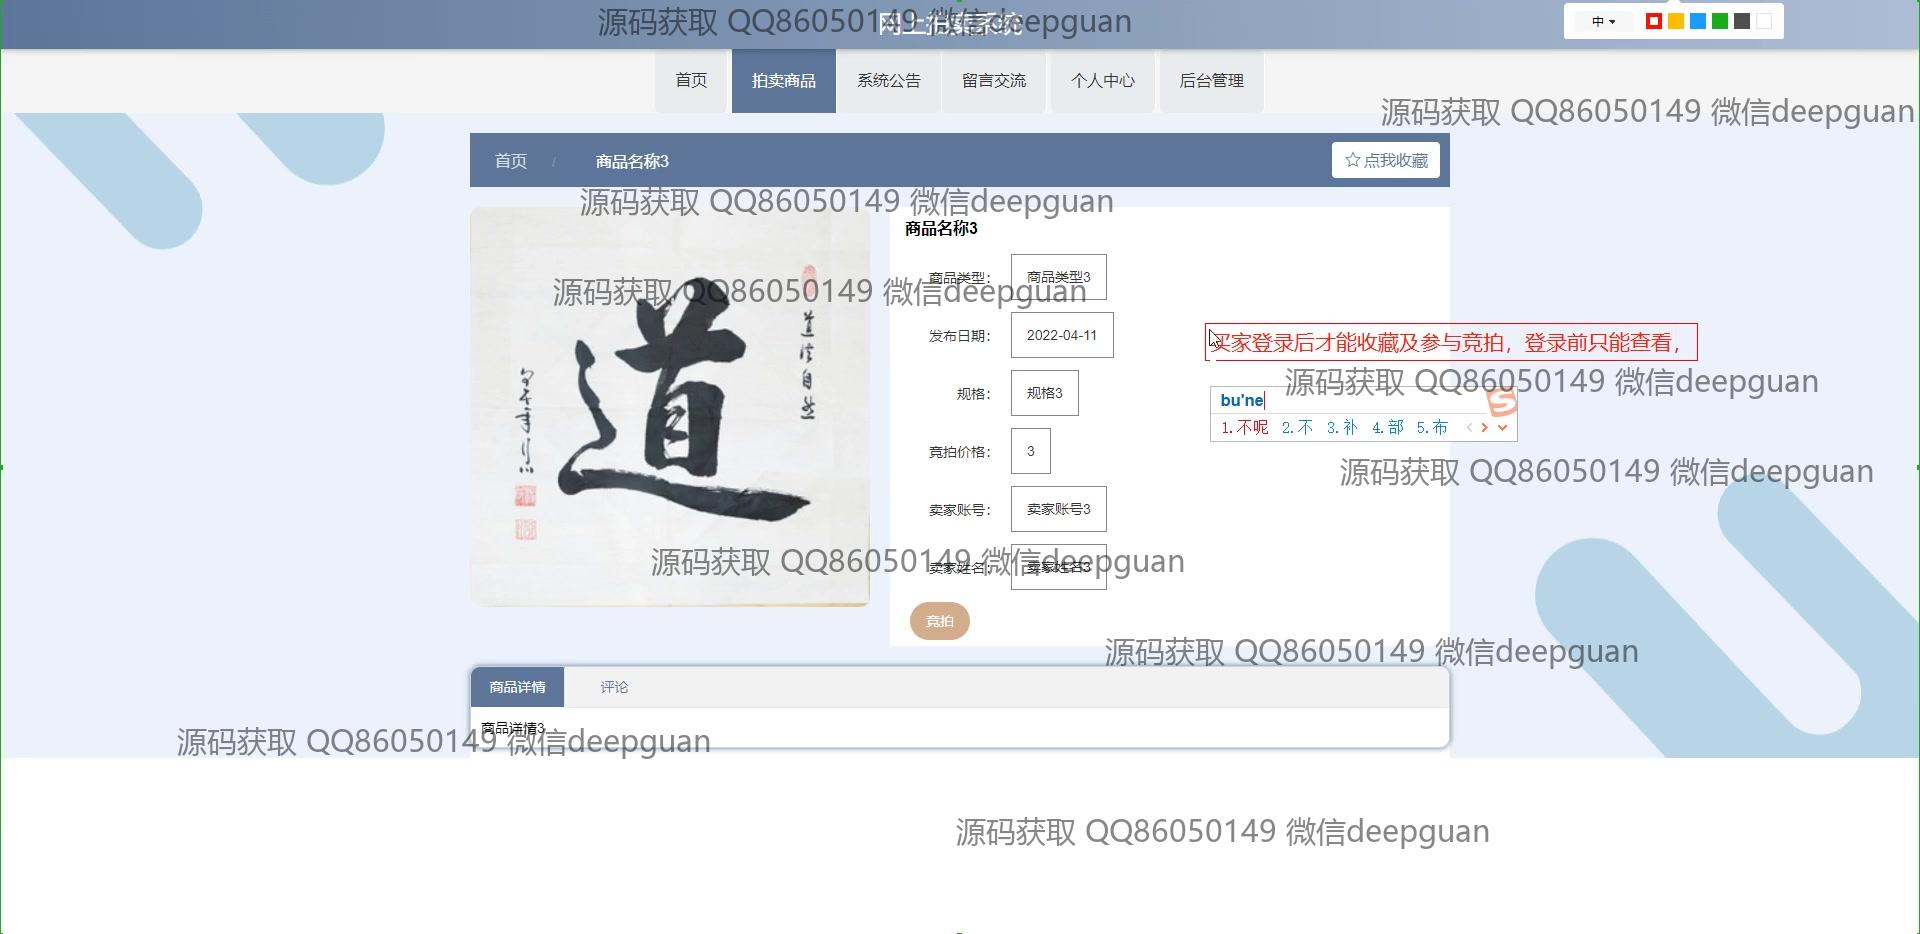 源码获取 QQ86050149 微信deepguan
网上拍卖系统
中
首页 拍卖商品 系统公告 留言交流 个人中心 后台管理
源码获取 QQ86050149 微信deepguan
首页 / 商品名称3
☆ 点我收藏
源码获取 QQ86050149 微信deepguan
商品名称3
商品类型： 商品类型3
源码获取 QQ86050149 微信deepguan
道
道法自然
发布日期： 2022-04-11
买家登录后才能收藏及参与竞拍，登录前只能查看，
源码获取 QQ86050149 微信deepguan
规格： 规格3
bu'ne
1.不呢 2.不 3.补 4.部 5.布
竞拍价格： 3
源码获取 QQ86050149 微信deepguan
卖家账号： 卖家账号3
源码获取 QQ86050149 微信deepguan
卖家姓名： 卖家姓名3
竞拍
源码获取 QQ86050149 微信deepguan
商品详情 评论
商品详情3
源码获取 QQ86050149 微信deepguan
源码获取 QQ86050149 微信deepguan